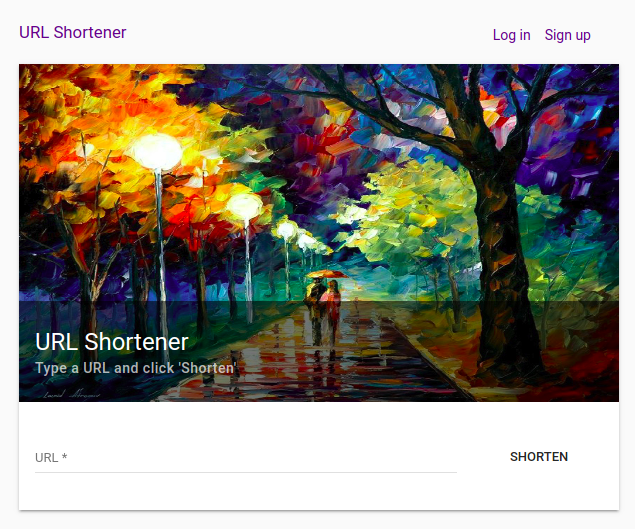 URL Shortener
Log in Sign up
URL Shortener
Type a URL and click 'Shorten'
URL *
SHORTEN